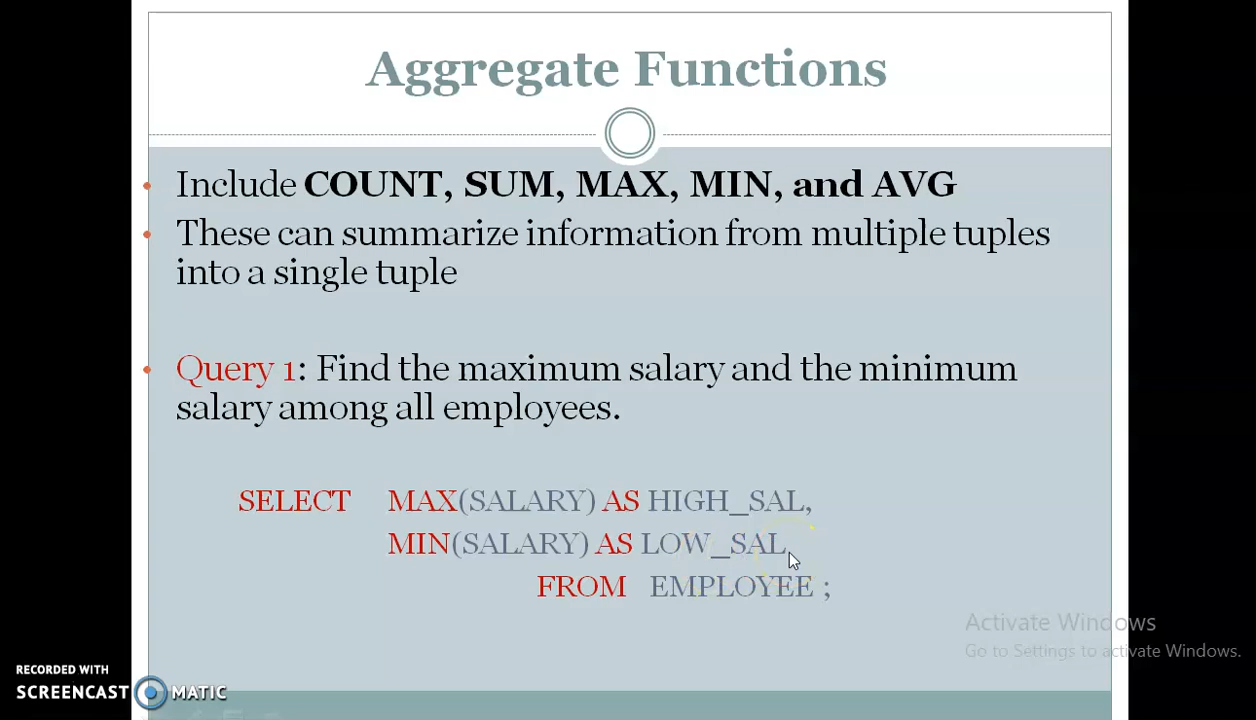 Aggregate Functions
• Include COUNT, SUM, MAX, MIN, and AVG
• These can summarize information from multiple tuples
into a single tuple
• Query 1: Find the maximum salary and the minimum
salary among all employees.
SELECT MAX(SALARY) AS HIGH_SAL,
MIN(SALARY) AS LOW_SAL
FROM EMPLOYEE ;
Activate Windows
Go to Settings to activate Windows.
RECORDED WITH
SCREENCAST MATIC